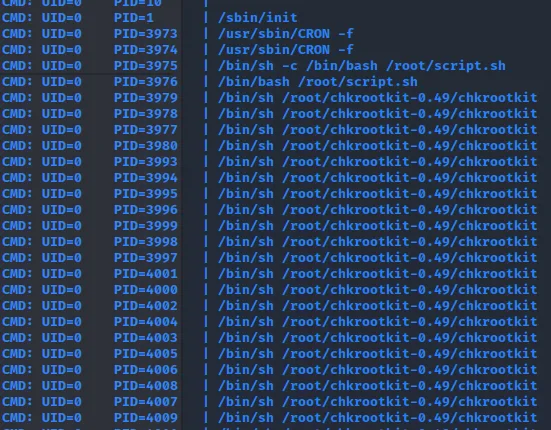 CMD: UID=0 PID=10 |
CMD: UID=0 PID=1 | /sbin/init
CMD: UID=0 PID=3973 | /usr/sbin/CRON -f
CMD: UID=0 PID=3974 | /usr/sbin/CRON -f
CMD: UID=0 PID=3975 | /bin/sh -c /bin/bash /root/script.sh
CMD: UID=0 PID=3976 | /bin/bash /root/script.sh
CMD: UID=0 PID=3979 | /bin/sh /root/chkrootkit-0.49/chkrootkit
CMD: UID=0 PID=3978 | /bin/sh /root/chkrootkit-0.49/chkrootkit
CMD: UID=0 PID=3977 | /bin/sh /root/chkrootkit-0.49/chkrootkit
CMD: UID=0 PID=3980 | /bin/sh /root/chkrootkit-0.49/chkrootkit
CMD: UID=0 PID=3993 | /bin/sh /root/chkrootkit-0.49/chkrootkit
CMD: UID=0 PID=3994 | /bin/sh /root/chkrootkit-0.49/chkrootkit
CMD: UID=0 PID=3995 | /bin/sh /root/chkrootkit-0.49/chkrootkit
CMD: UID=0 PID=3996 | /bin/sh /root/chkrootkit-0.49/chkrootkit
CMD: UID=0 PID=3999 | /bin/sh /root/chkrootkit-0.49/chkrootkit
CMD: UID=0 PID=3998 | /bin/sh /root/chkrootkit-0.49/chkrootkit
CMD: UID=0 PID=3997 | /bin/sh /root/chkrootkit-0.49/chkrootkit
CMD: UID=0 PID=4001 | /bin/sh /root/chkrootkit-0.49/chkrootkit
CMD: UID=0 PID=4000 | /bin/sh /root/chkrootkit-0.49/chkrootkit
CMD: UID=0 PID=4002 | /bin/sh /root/chkrootkit-0.49/chkrootkit
CMD: UID=0 PID=4004 | /bin/sh /root/chkrootkit-0.49/chkrootkit
CMD: UID=0 PID=4003 | /bin/sh /root/chkrootkit-0.49/chkrootkit
CMD: UID=0 PID=4005 | /bin/sh /root/chkrootkit-0.49/chkrootkit
CMD: UID=0 PID=4006 | /bin/sh /root/chkrootkit-0.49/chkrootkit
CMD: UID=0 PID=4008 | /bin/sh /root/chkrootkit-0.49/chkrootkit
CMD: UID=0 PID=4007 | /bin/sh /root/chkrootkit-0.49/chkrootkit
CMD: UID=0 PID=4009 | /bin/sh /root/chkrootkit-0.49/chkrootkit